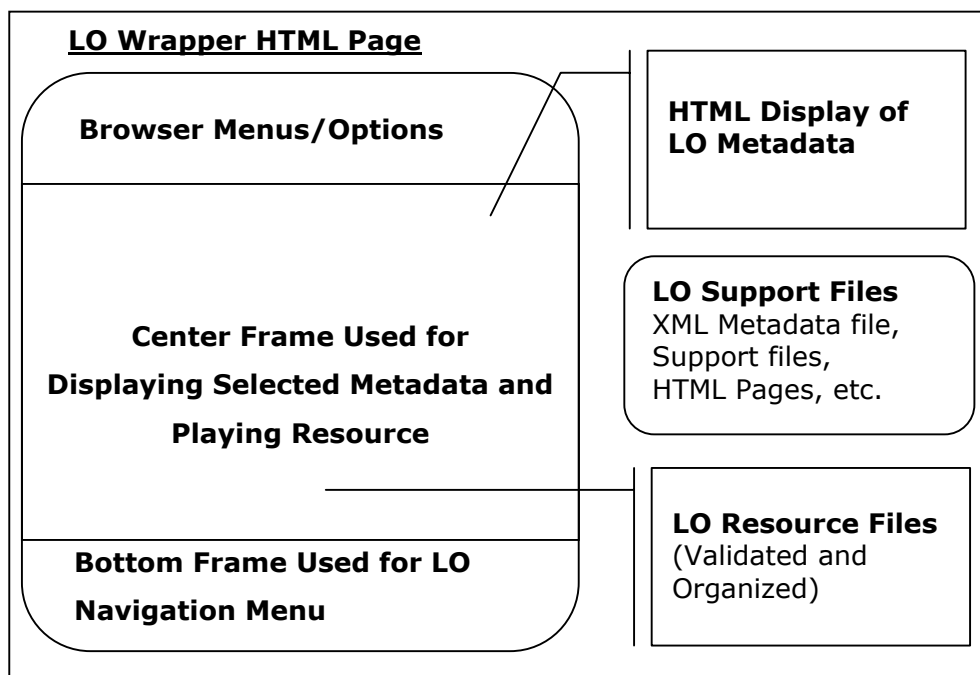 LO Wrapper HTML Page
Browser Menus/Options
Center Frame Used for
Displaying Selected Metadata and
Playing Resource
Bottom Frame Used for LO
Navigation Menu
HTML Display of
LO Metadata
LO Support Files
XML Metadata file,
Support files,
HTML Pages, etc.
LO Resource Files
(Validated and
Organized)